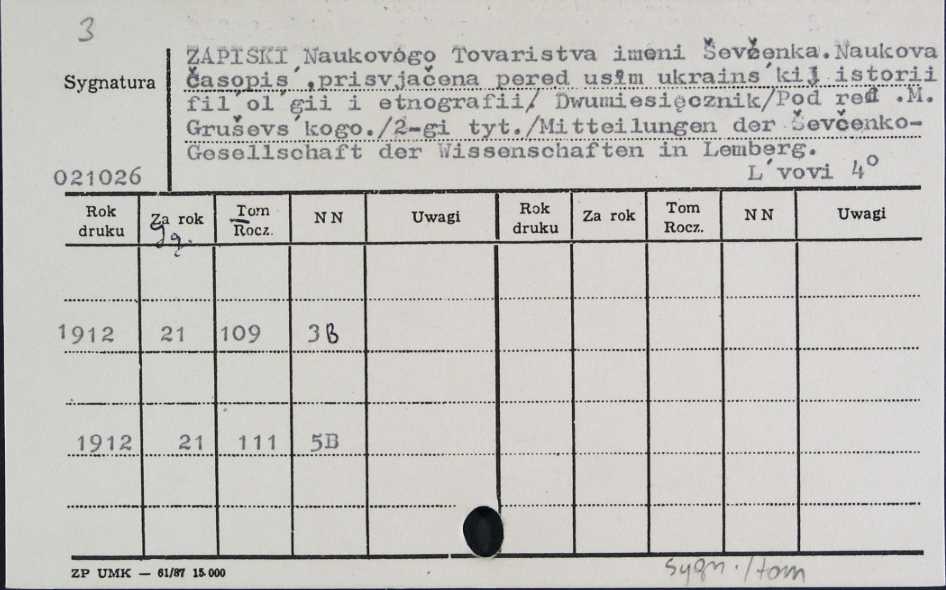 3
ZAPISKI Naukovógo Tovaristva imeni Ševčenka.Naukova
Sygnatura
časopis´,prisvjačena pered usim ukrains´kij istorii
fil´ol´gii i etnografii/ Dwumiesięcznik/Pod red .M.
Gruševs´kogo./2-gi tyt./Mitteilungen der Ševčenko-
Gesellschaft der Wissenschaften in Lemberg.
021026 L´vovi 4°
Rok druku Za rok Tom Rocz. NN Uwagi Rok druku Za rok Tom Rocz. NN Uwagi
1912 21 109 3B
1912 21 111 5B
ZP UMK — 61/87 15.000
sygn./tom